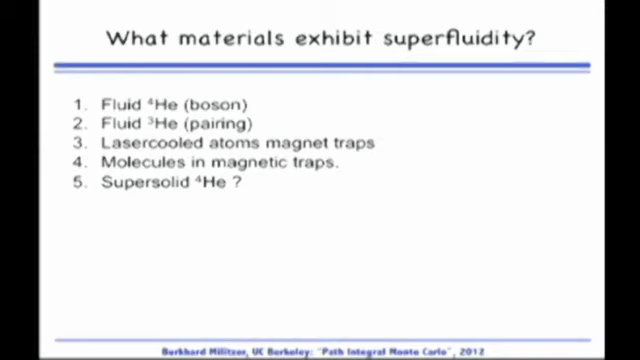 What materials exhibit superfluidity?
1. Fluid ⁴He (boson)
2. Fluid ³He (pairing)
3. Lasercooled atoms magnet traps
4. Molecules in magnetic traps.
5. Supersolid ⁴He ?
Burkhard Militzer, UC Berkeley: "Path Integral Monte Carlo", 2012